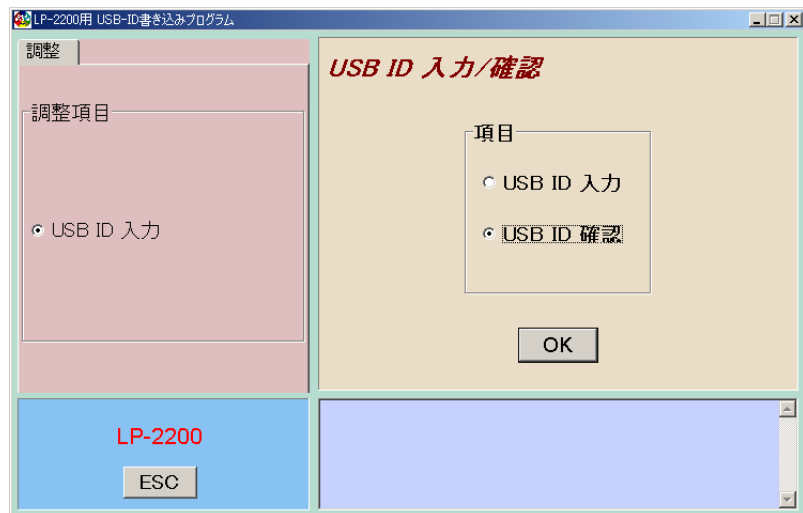 LP-2200用 USB-ID書き込みプログラム
調整
調整項目
USB ID 入力
USB ID 入力/確認
項目
USB ID 入力
USB ID 確認
OK
LP-2200
ESC